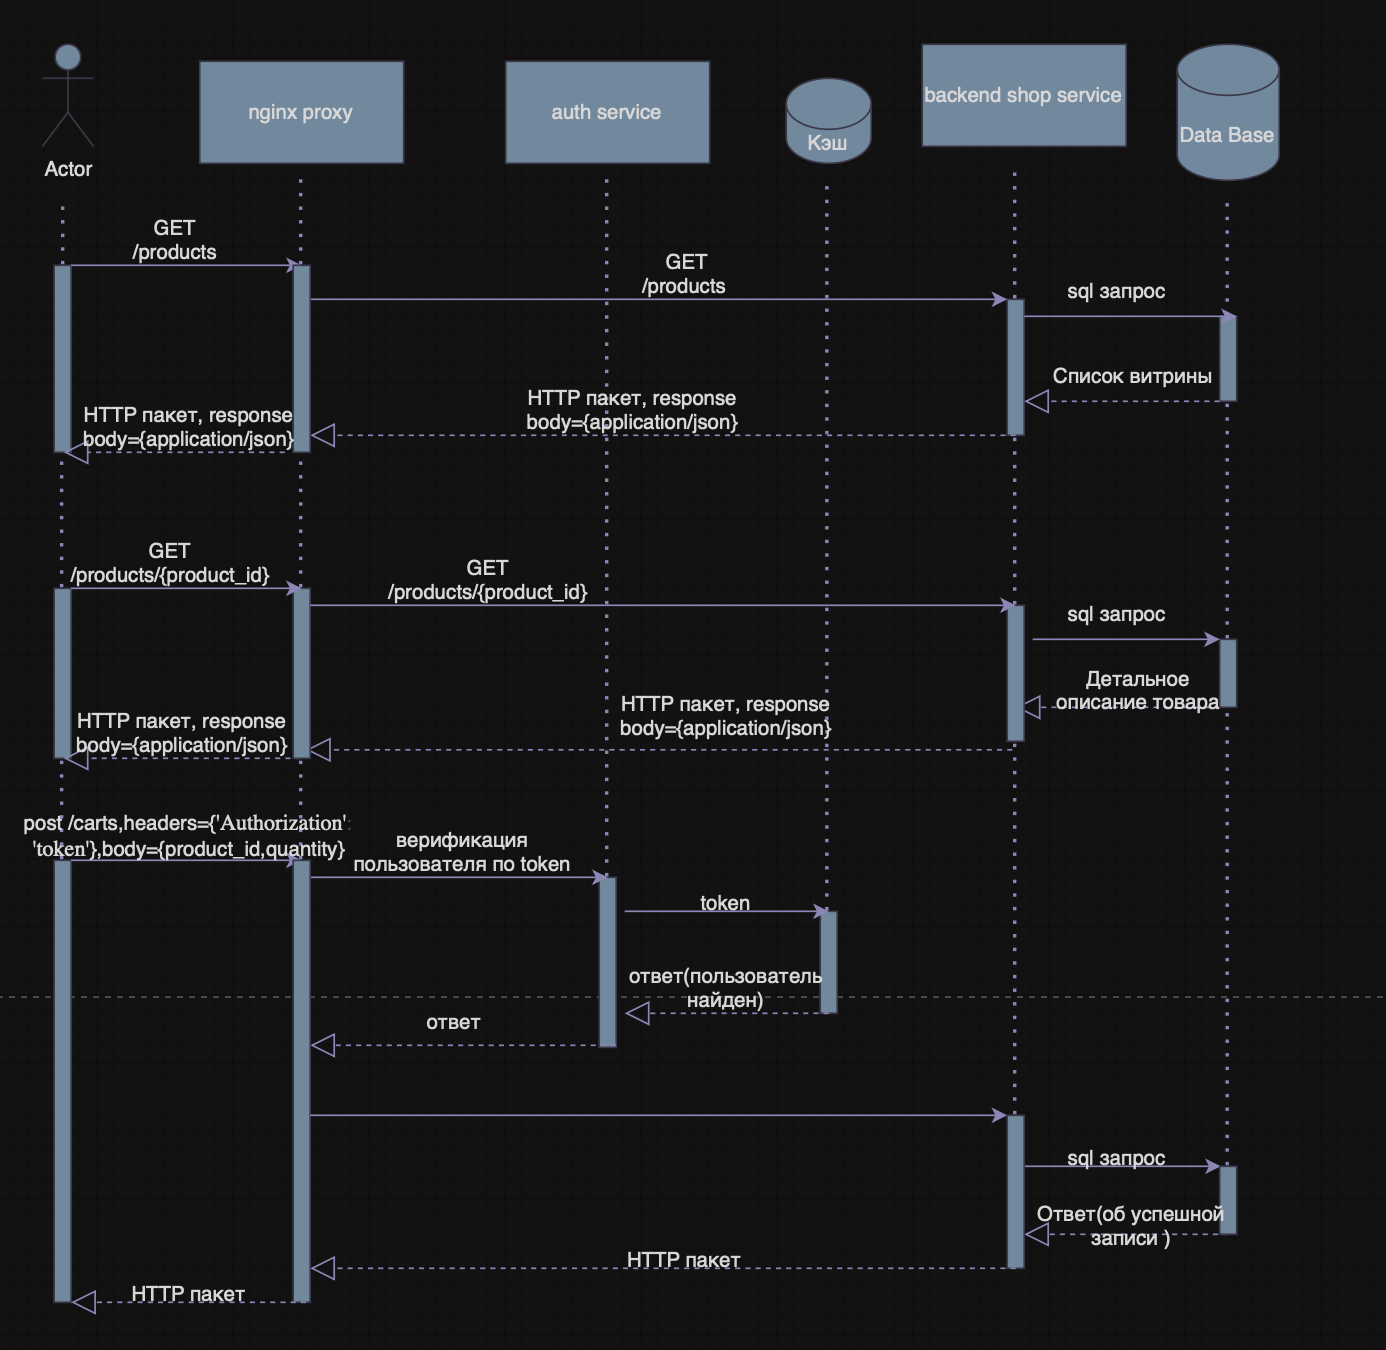 Actor
nginx proxy
auth service
Кэш
backend shop service
Data Base
GET
/products
GET
/products
sql запрос
Список витрины
HTTP пакет, response
body={application/json}
HTTP пакет, response
body={application/json}
GET
/products/{product_id}
GET
/products/{product_id}
sql запрос
Детальное
описание товара
HTTP пакет, response
body={application/json}
HTTP пакет, response
body={application/json}
post /carts,headers={'Authorization':
'token'},body={product_id,quantity}
верификация
пользователя по token
token
ответ(пользователь
найден)
ответ
sql запрос
Ответ(об успешной
записи )
HTTP пакет
HTTP пакет